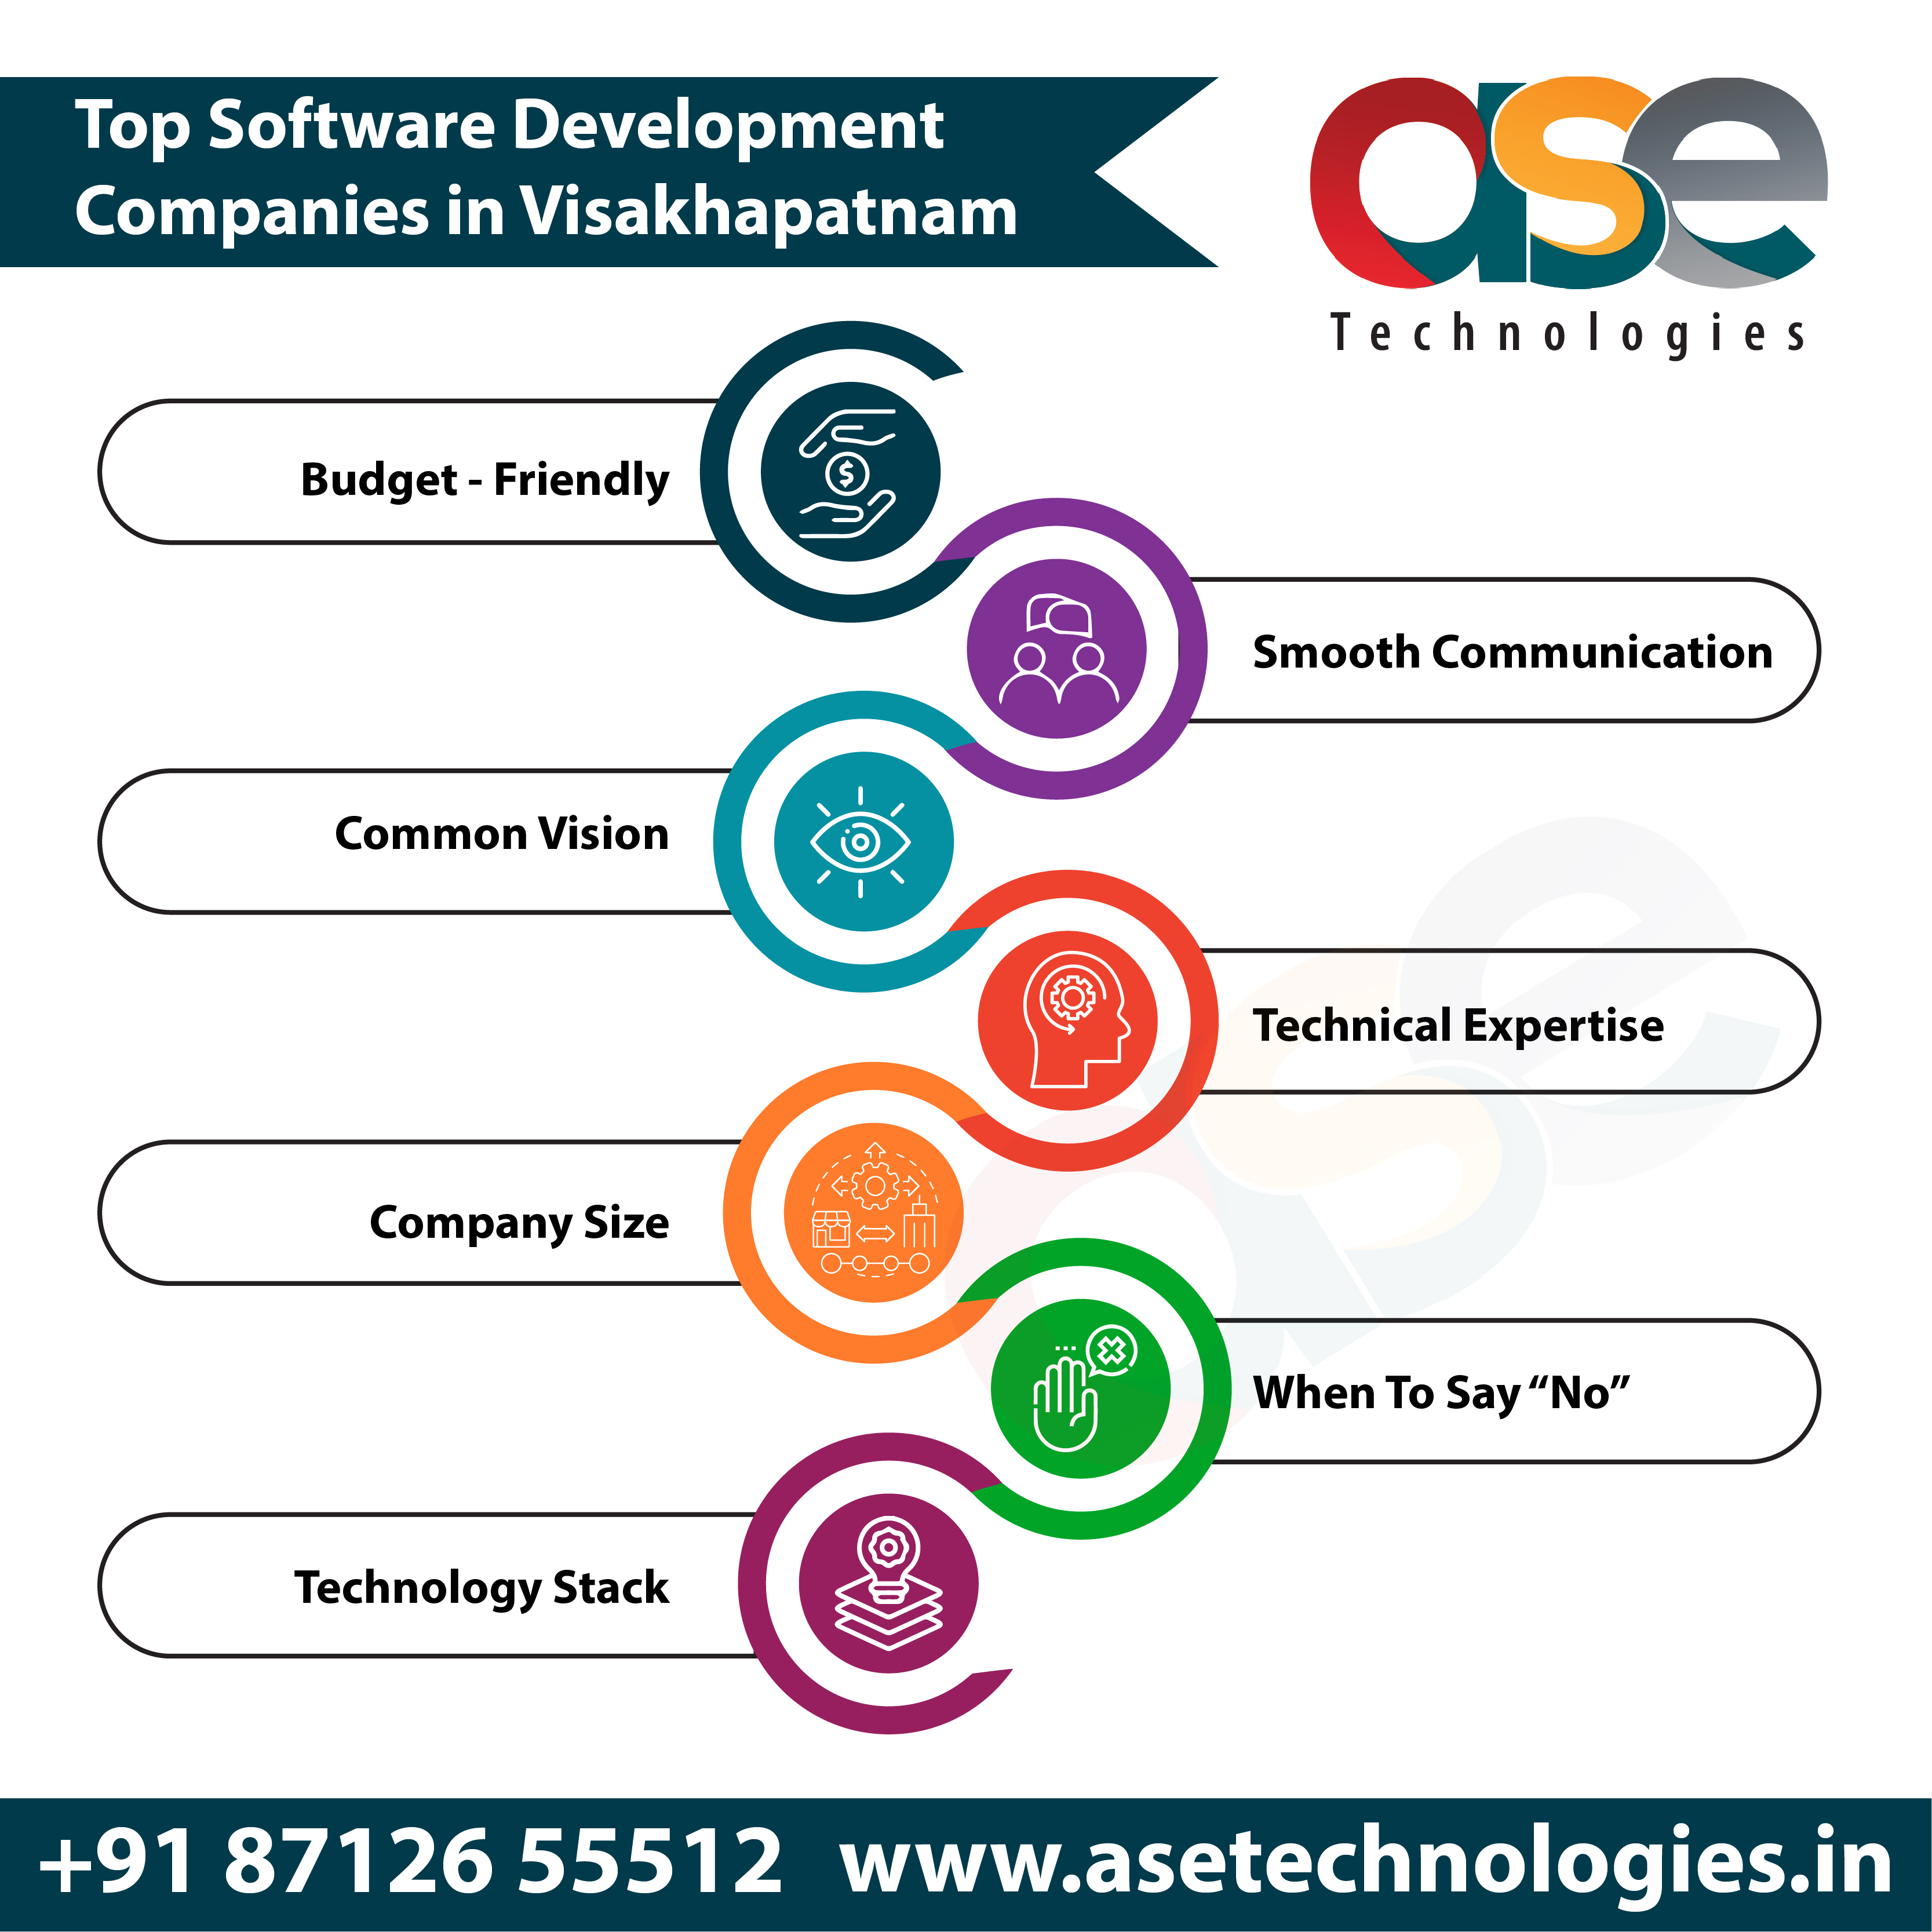 Top Software Development
Companies in Visakhapatnam
ase
Technologies
Budget - Friendly
Smooth Communication
Common Vision
Technical Expertise
Company Size
When To Say “No”
Technology Stack
+91 87126 55512 www.asetechnologies.in